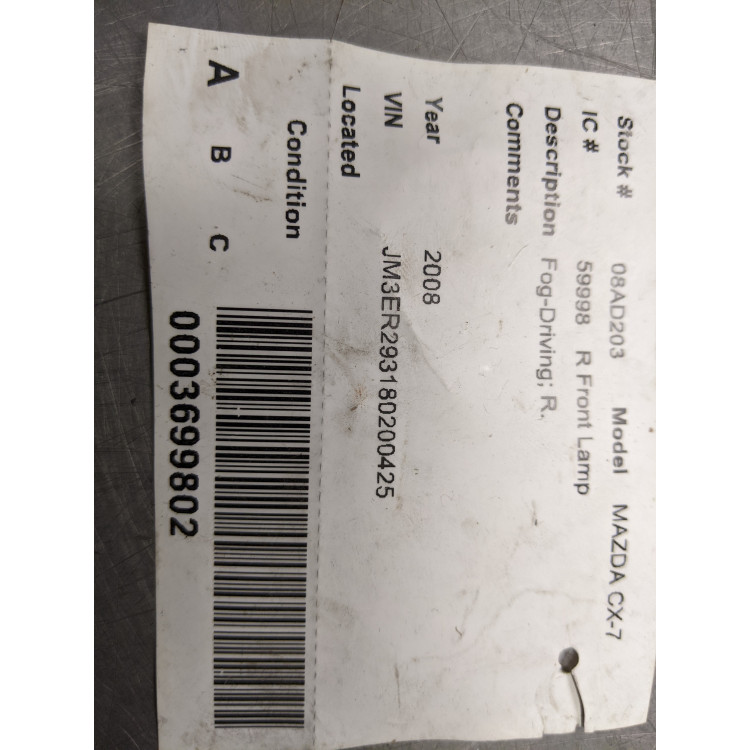 Stock # 08AD203 Model MAZDA CX-7
IC # 59998 R Front Lamp
Description Fog-Driving; R.
Comments
Year 2008
VIN JM3ER293180200425
Located
Condition
A B C
0003699802